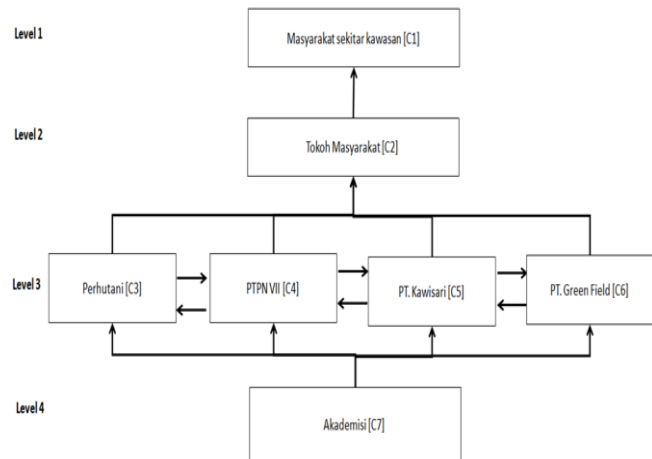 Level 1
Masyarakat sekitar kawasan [C1]
Level 2
Tokoh Masyarakat [C2]
Level 3
Perhutani [C3]
PTPN VII [C4]
PT. Kawisari [C5]
PT. Green Field [C6]
Level 4
Akademisi [C7]